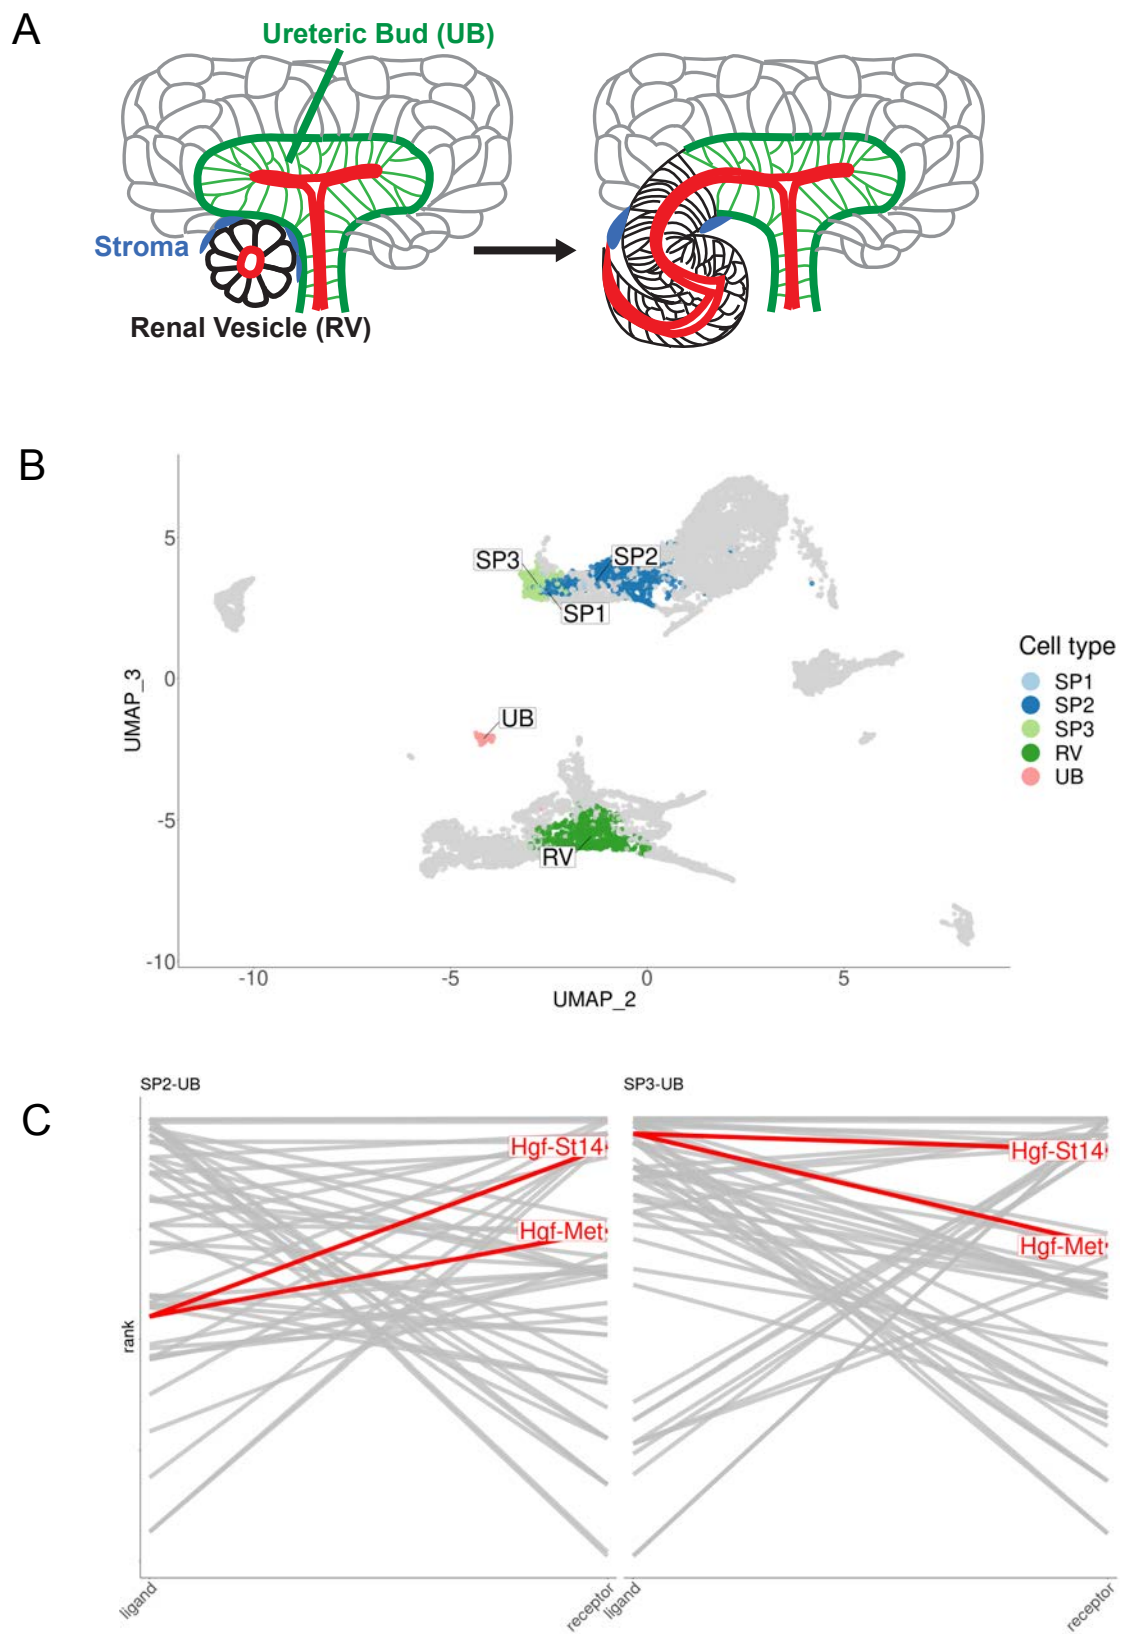 A
Ureteric Bud (UB)
Stroma
Renal Vesicle (RV)
B
5
0
-5
-10
UMAP_3
SP3
SP2
SP1
UB
RV
-10
-5
0
5
UMAP_2
Cell type
SP1
SP2
SP3
RV
UB
C
SP2-UB
SP3-UB
rank
Hgf-St14
Hgf-Met
Hgf-St14
Hgf-Met
ligand
receptor
ligand
receptor